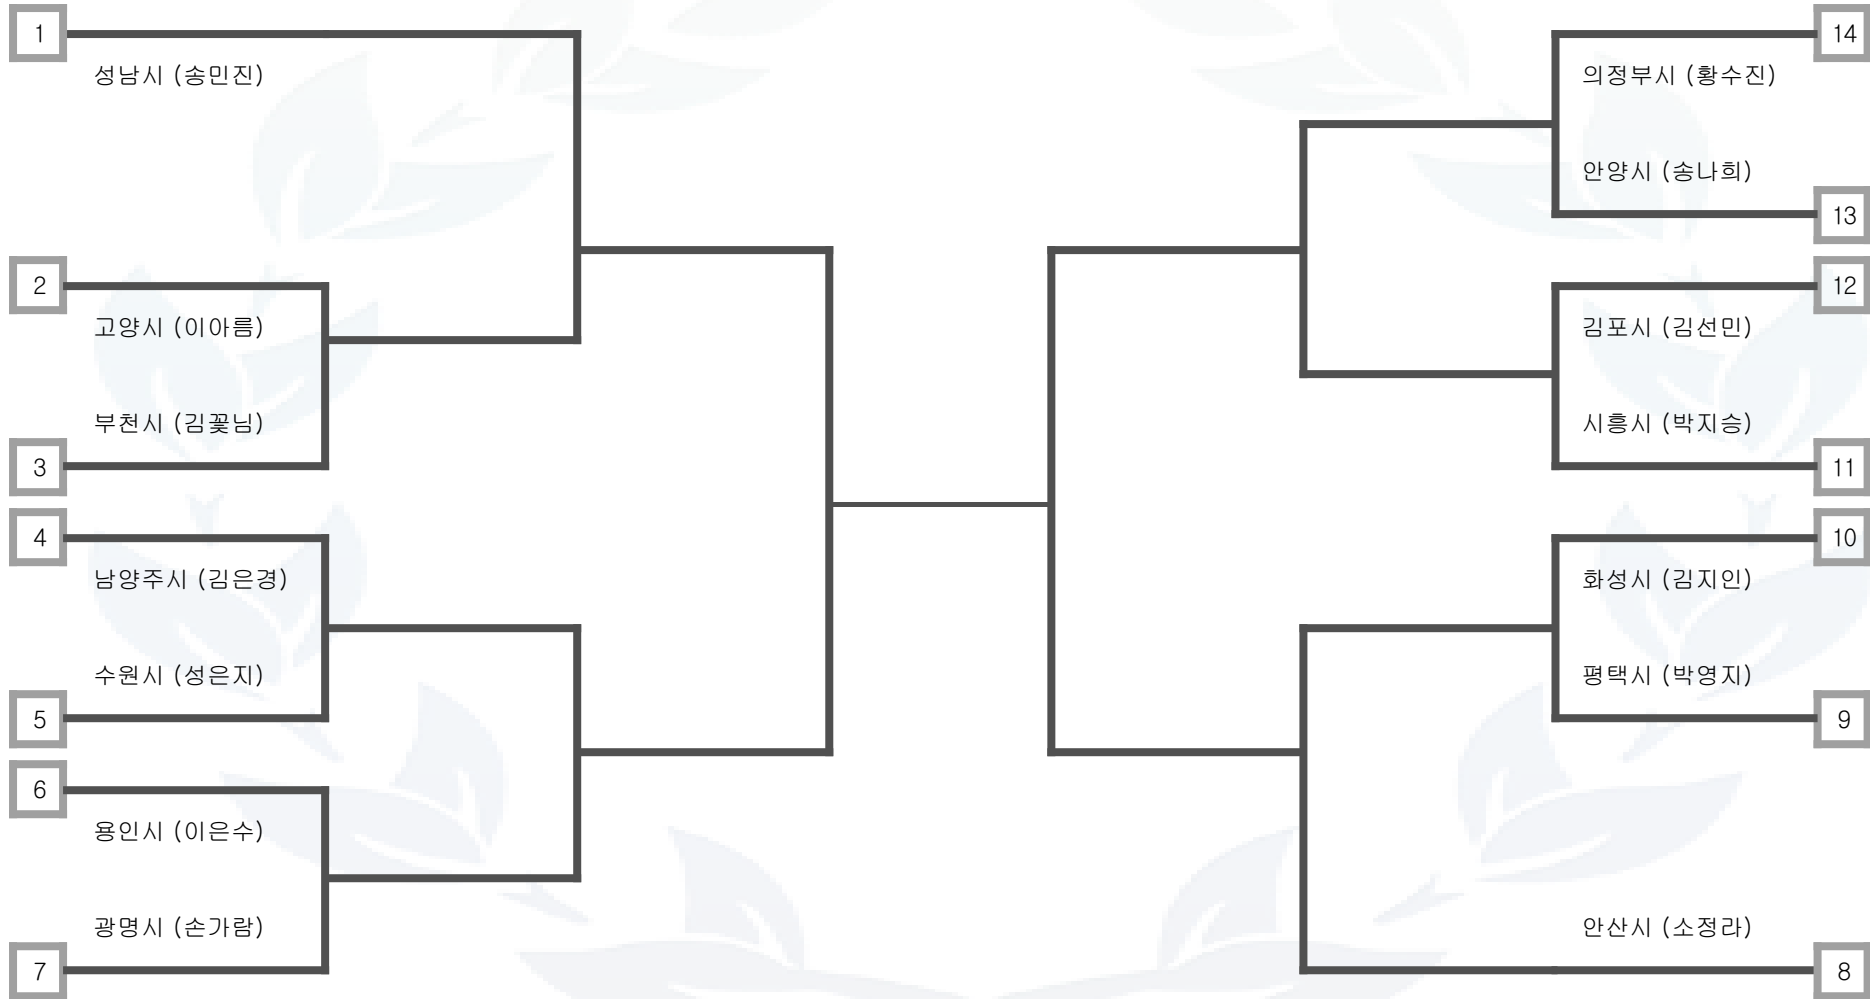 1
성남시 (송민진)
2
고양시 (이아름)
부천시 (김꽃님)
3
4
남양주시 (김은경)
수원시 (성은지)
5
6
용인시 (이은수)
광명시 (손가람)
7
14
의정부시 (황수진)
안양시 (송나희)
13
12
김포시 (김선민)
시흥시 (박지승)
11
10
화성시 (김지인)
평택시 (박영지)
9
안산시 (소정라)
8